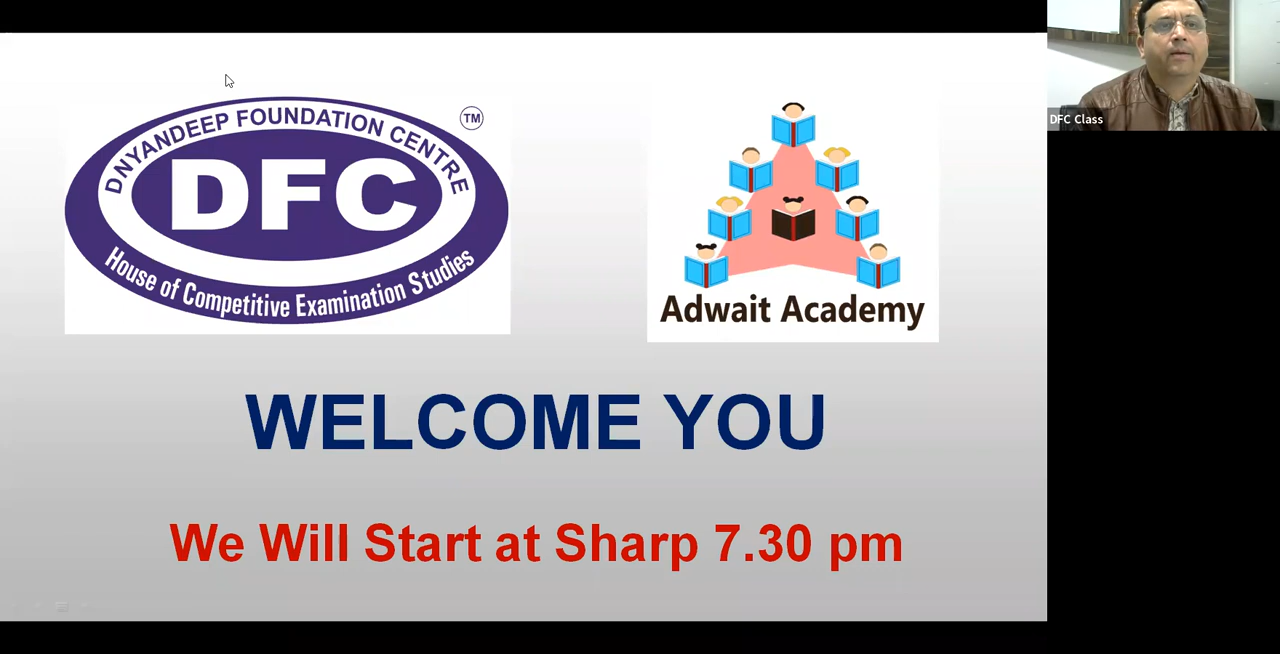 DNYANDEEP FOUNDATION CENTRE
TM
DFC
House of Competitive Examination Studies
Adwait Academy
WELCOME YOU
We Will Start at Sharp 7.30 pm
DFC Class